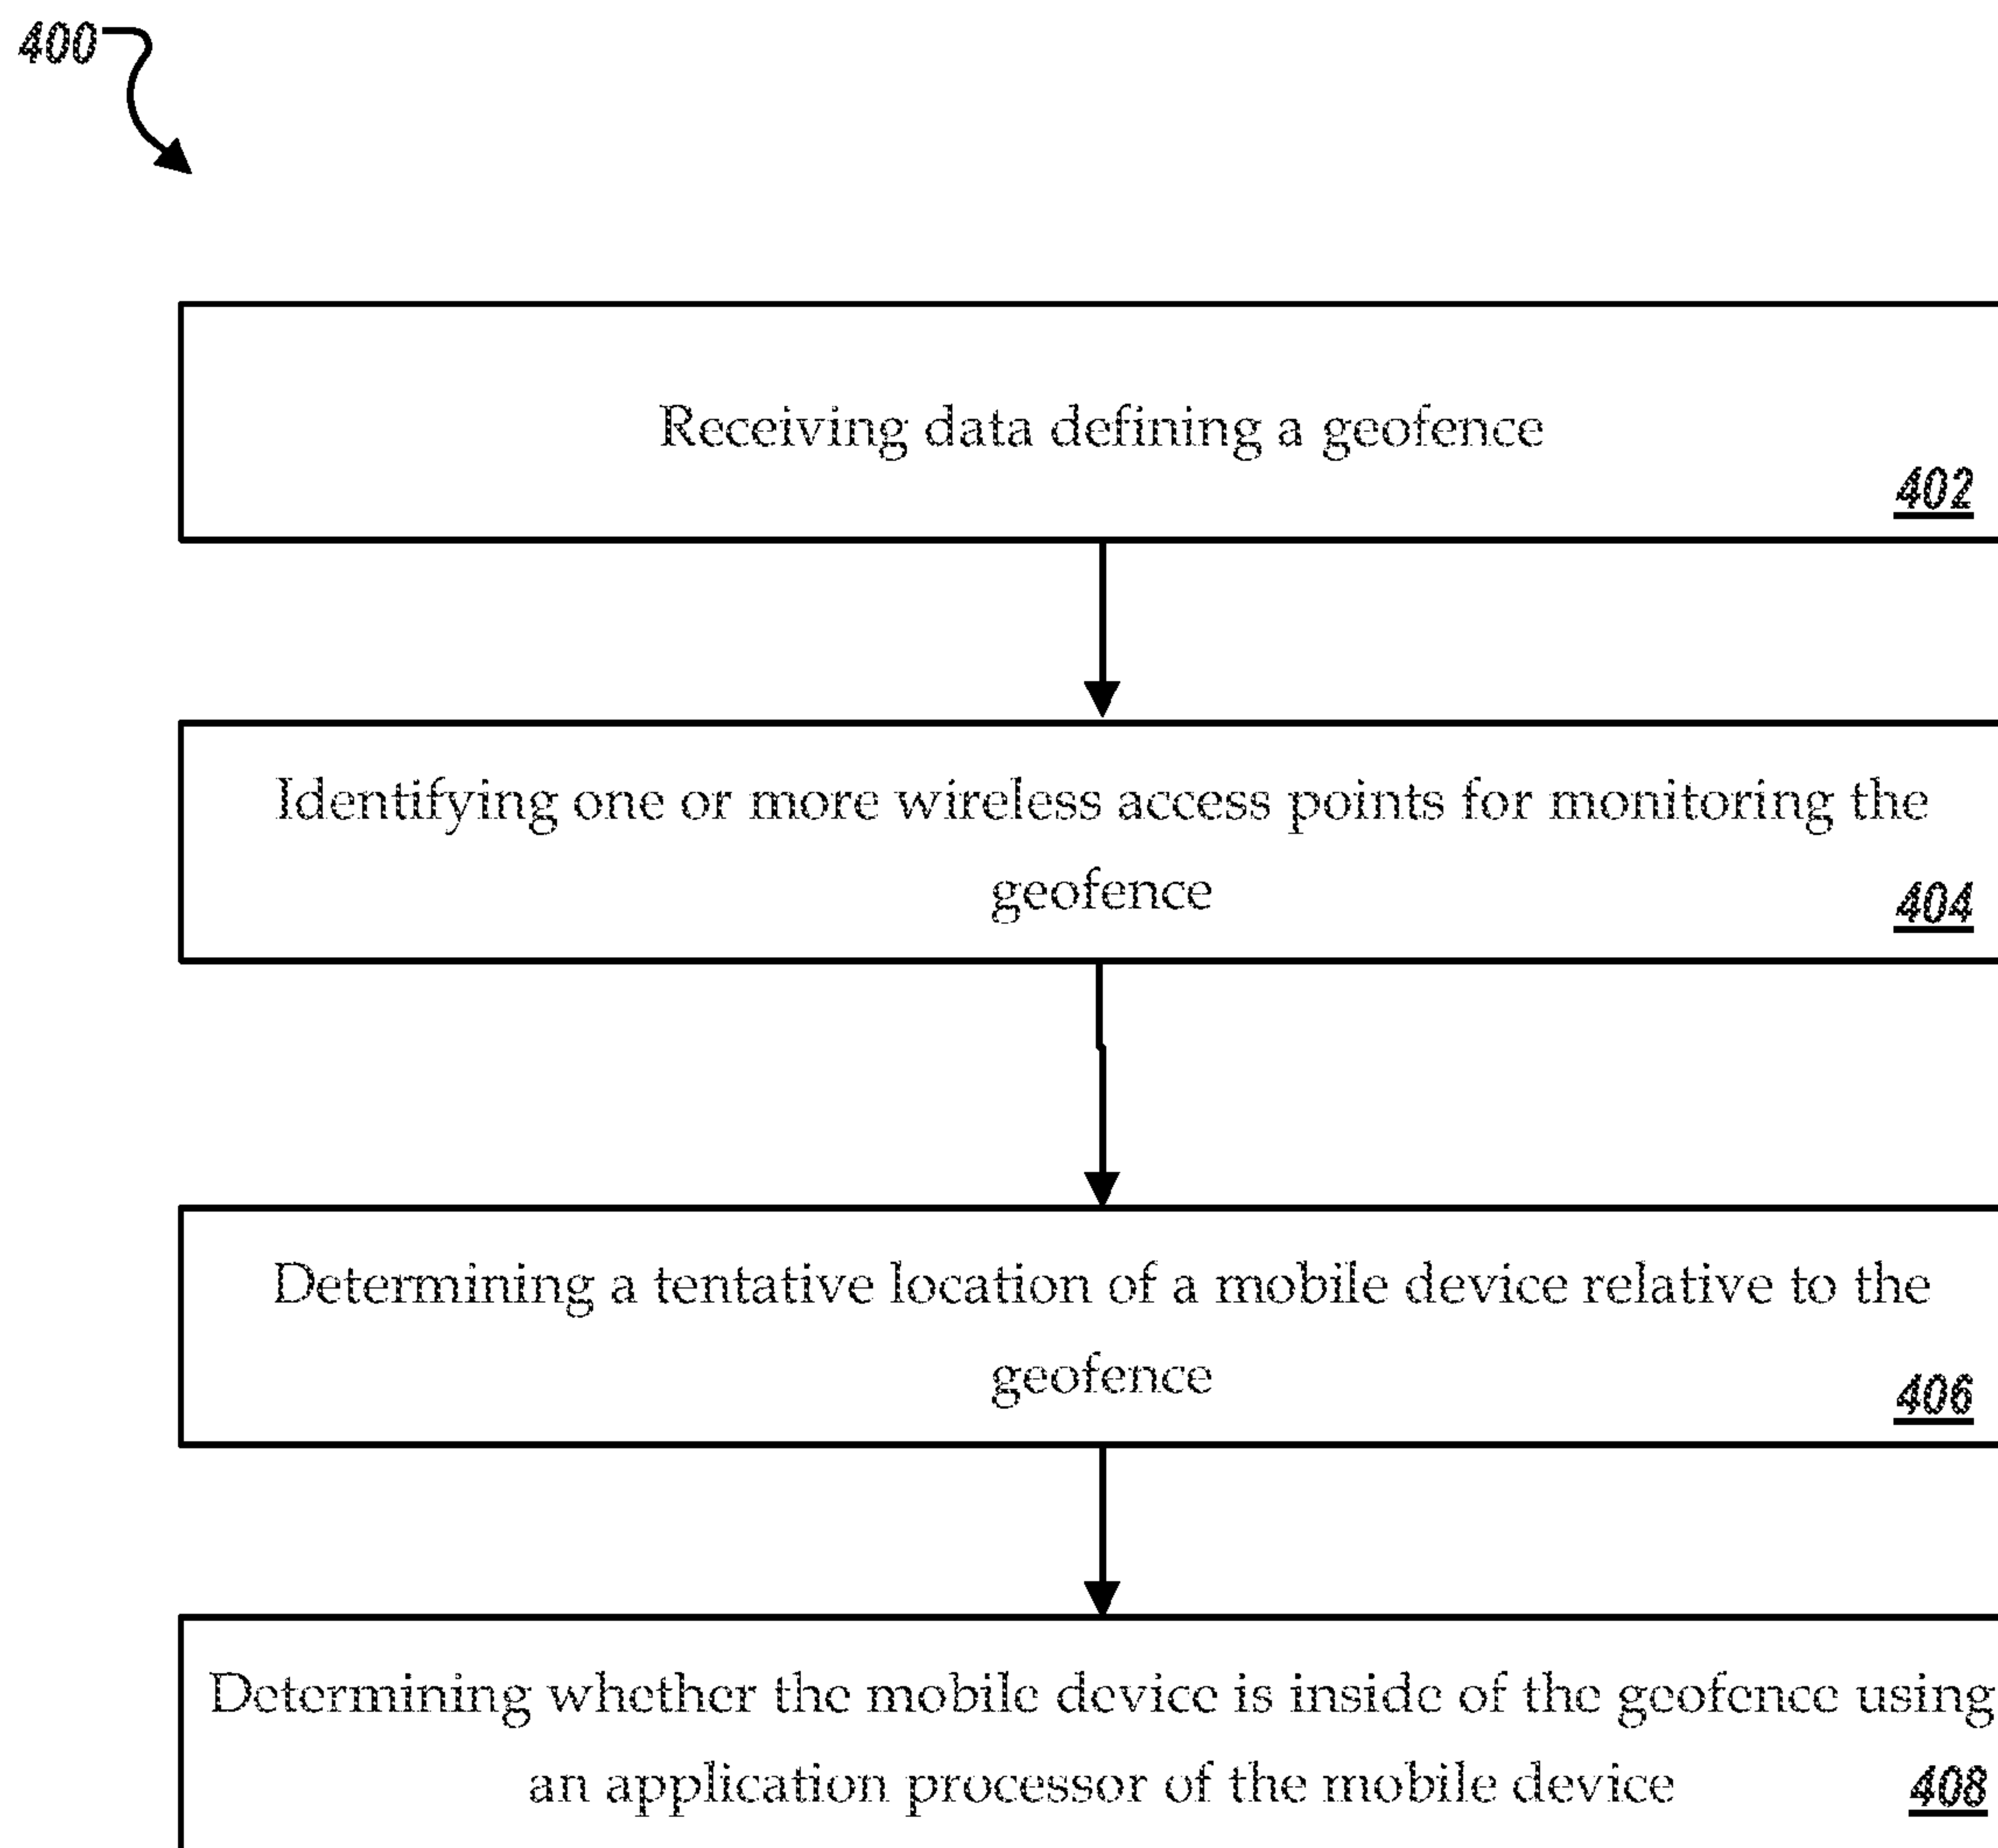 400
Receiving data defining a geofence
402
Identifying one or more wireless access points for monitoring the
geofence
404
Determining a tentative location of a mobile device relative to the
geofence
406
Determining whether the mobile device is inside of the geofence using
an application processor of the mobile device
408